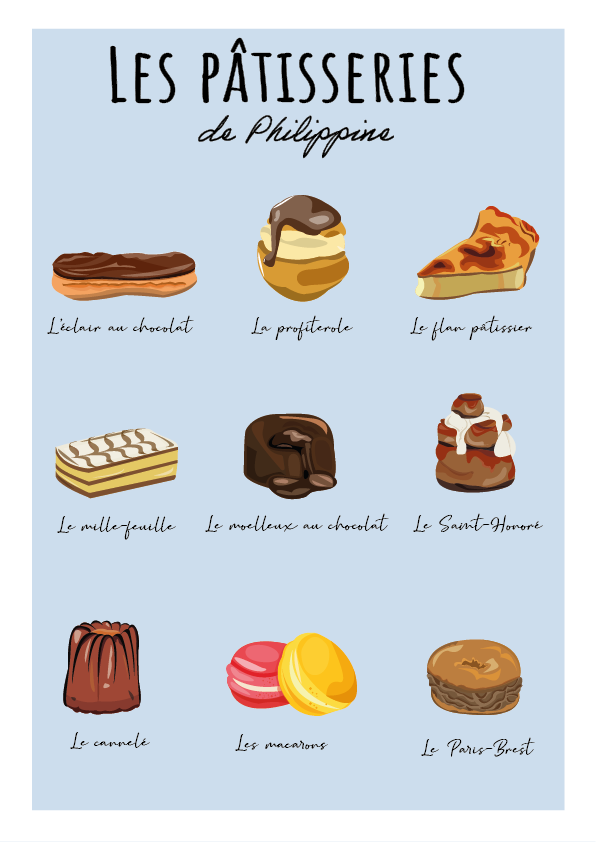 LES PÂTISSERIES
de Philippine
L'éclair au chocolat
La profiterole
Le flan pâtissier
Le mille-feuille
Le moelleux au chocolat
Le Saint-Honoré
Le cannelé
Les macarons
Le Paris-Brest